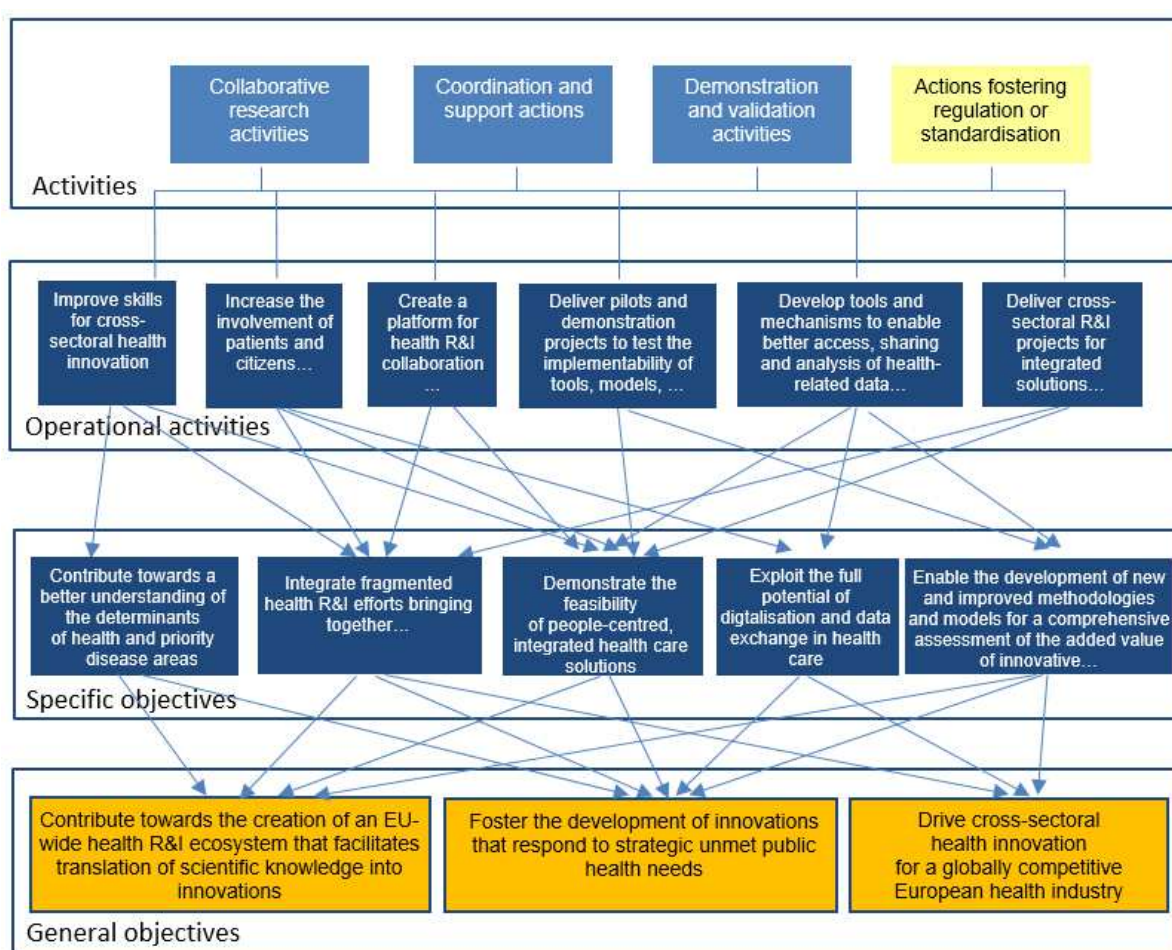 Collaborative
research
activities
Coordination and
support actions
Demonstration
and validation
activities
Actions fostering
regulation or
standardisation
Activities
Improve skills
for cross-
sectoral health
innovation
Increase the
involvement of
patients and
citizens…
Create a
platform for
health R&I
collaboration
…
Deliver pilots and
demonstration
projects to test the
implementability of
tools, models, …
Develop tools and
mechanisms to enable
better access, sharing
and analysis of health-
related data…
Deliver cross-
sectoral R&I
projects for
integrated
solutions…
Operational activities
Contribute towards a
better understanding of
the determinants
of health and priority
disease areas
Integrate fragmented
health R&I efforts bringing
together…
Demonstrate the
feasibility
of people-centred,
integrated health care
solutions
Exploit the full
potential of
digtalisation and data
exchange in health
care
Enable the development of new
and improved methodologies
and models for a comprehensive
assessment of the added value
of innovative…
Specific objectives
Contribute towards the creation of an EU-
wide health R&I ecosystem that facilitates
translation of scientific knowledge into
innovations
Foster the development of innovations
that respond to strategic unmet public
health needs
Drive cross-sectoral
health innovation
for a globally competitive
European health industry
General objectives